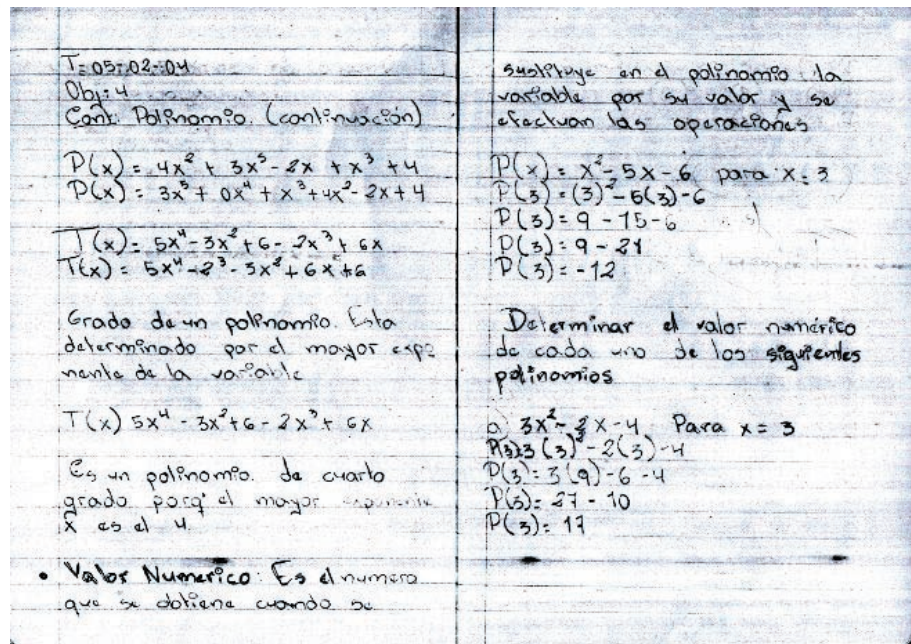 T=05-02-04
Obj: 4
Cont: Polinomio. (continuación)
P(x) = 4x² + 3x⁵ - 2x + x³ + 4
P(x) = 3x⁵ + 0x⁴ + x³ + 4x² - 2x + 4
T(x) = 5x⁴ - 3x² + 6 - 2x³ + 6x
T(x) = 5x⁴ - 2³ - 3x² + 6x + 6
Grado de un polinomio. Esta
determinado por el mayor expo
nente de la variable
T(x) 5x⁴ - 3x² + 6 - 2x³ + 6x
Es un polinomio de cuarto
grado porq' el mayor exponente
x es el 4.
• Valor Numerico: Es el numero
que se obtiene cuando se
sustituye en el polinomio la
variable por su valor y se
efectuan las operaciones
P(x) = x² - 5x - 6 para x = 3
P(3) = (3)² - 5(3) - 6
P(3) = 9 - 15 - 6
P(3) = 9 - 21
P(3) = -12
Determinar el valor numérico
de cada uno de los siguientes
polinomios
a) 3x² - 2x - 4 Para x = 3
P(3) = 3(3)² - 2(3) - 4
P(3) = 3(9) - 6 - 4
P(3) = 27 - 10
P(3) = 17